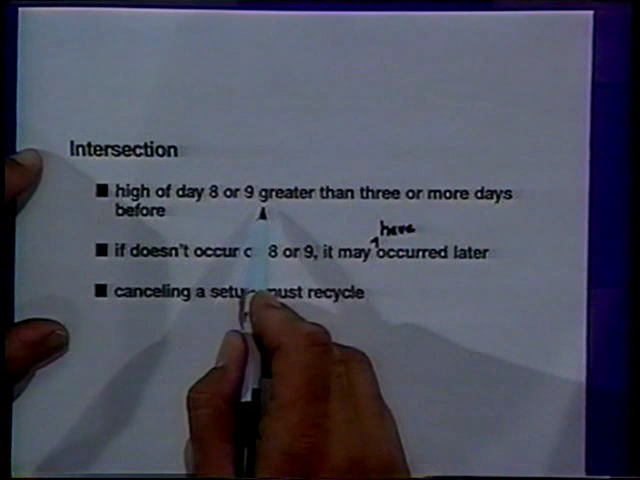 Intersection
■ high of day 8 or 9 greater than three or more days
before
have
■ if doesn't occur 8 or 9, it may occurred later
■ canceling a must recycle